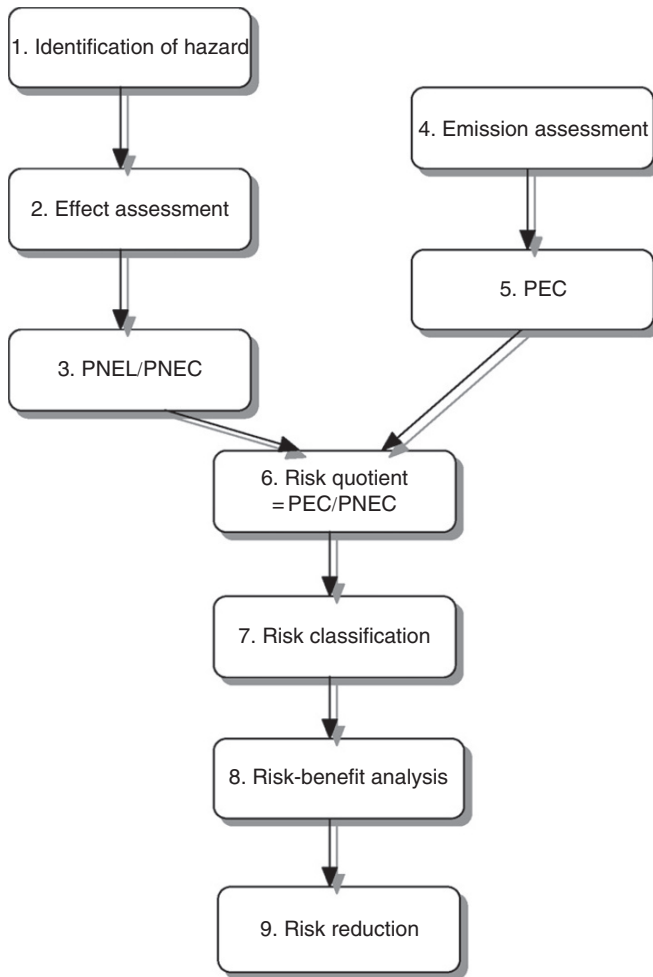 1. Identification of hazard
4. Emission assessment
2. Effect assessment
5. PEC
3. PNEL/PNEC
6. Risk quotient
=PEC/PNEC
7. Risk classification
8. Risk-benefit analysis
9. Risk reduction